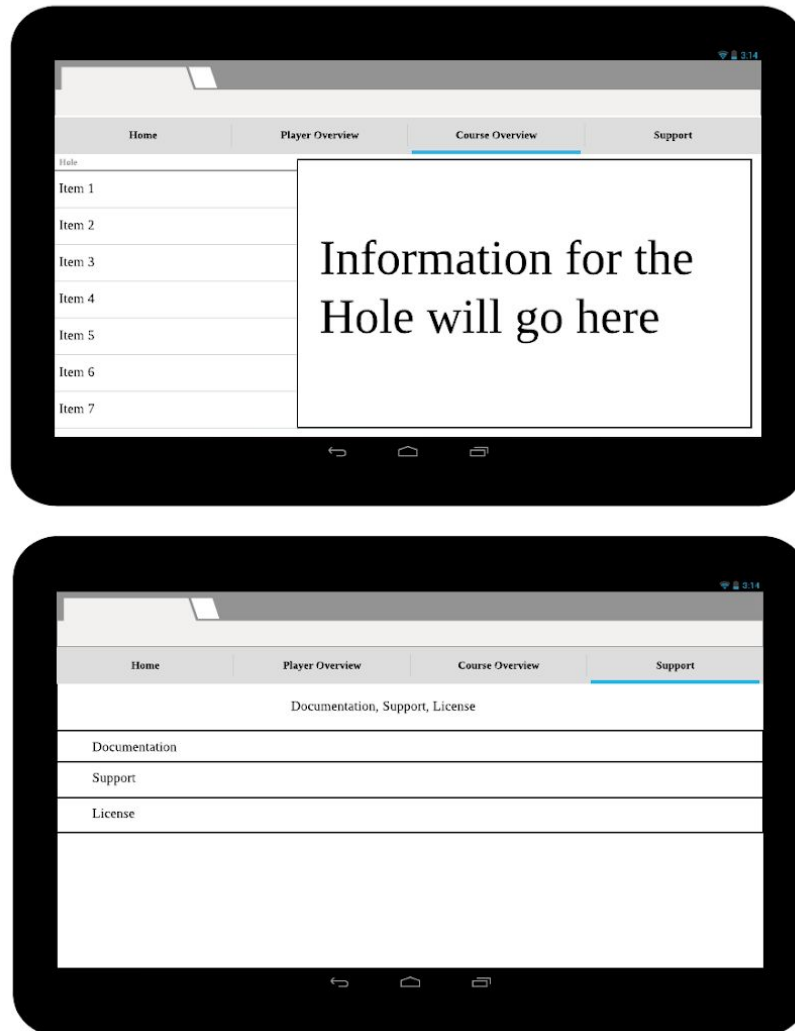 3:14
Home Player Overview Course Overview Support
Hole
Item 1
Item 2
Item 3
Item 4
Item 5
Item 6
Item 7
Information for the
Hole will go here
3:14
Home Player Overview Course Overview Support
Documentation, Support, License
Documentation
Support
License